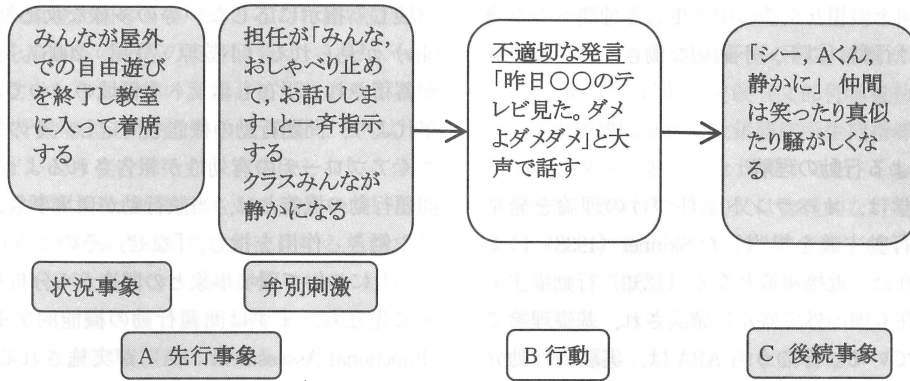 みんなが屋外
での自由遊び
を終了し教室
に入って着席
する
担任が「みんな,
おしゃべり止め
て,お話しま
す」と一斉指示
する
クラスみんなが
静かになる
不適切な発言
「昨日〇〇のテ
レビ見た。ダメ
よダメダメ」と大
声で話す
「シー,Xくん
静かに」 仲間
は笑ったり真似
たり騒がしくな
る
状況事象
弁別刺激
A 先行事象
B 行動
C 後続事象